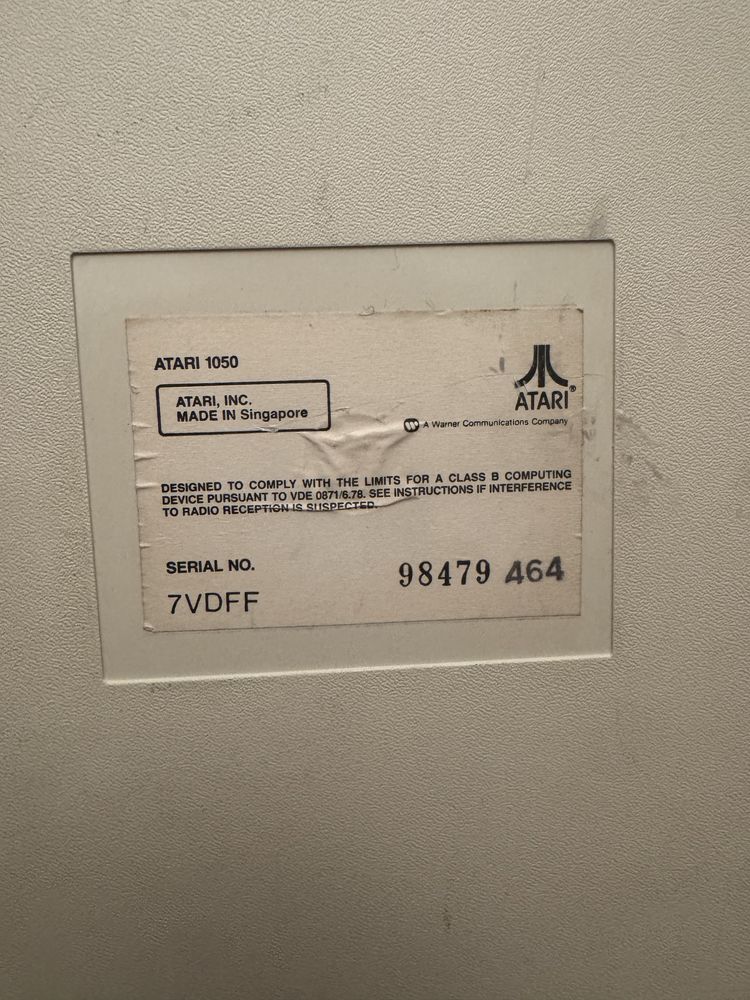 ATARI 1050
ATARI, INC.
MADE IN Singapore
ATARI®
W A Warner Communications Company
DESIGNED TO COMPLY WITH THE LIMITS FOR A CLASS B COMPUTING
DEVICE PURSUANT TO VDE 0871/6.78. SEE INSTRUCTIONS IF INTERFERENCE
TO RADIO RECEPTION IS SUSPECTED.
SERIAL NO.
7VDFF
98479 464